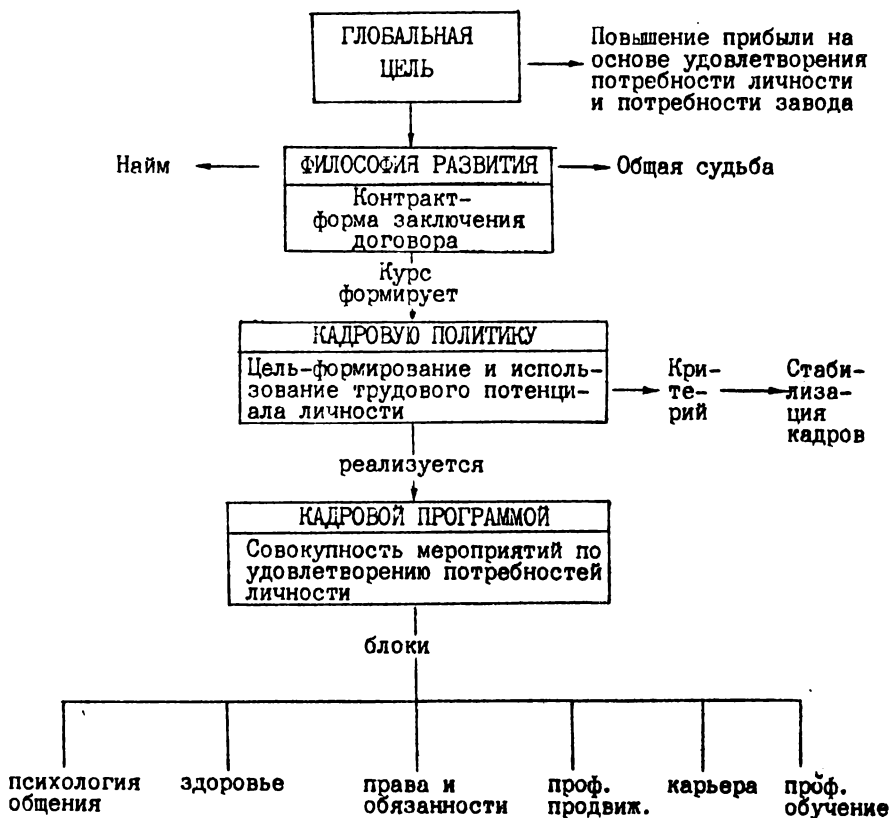 ГЛОБАЛЬНАЯ
ЦЕЛЬ
Повышение прибыли на
основе удовлетворения
потребности личности
и потребности завода
Найм
ФИЛОСОФИЯ РАЗВИТИЯ
Общая судьба
Контракт-
форма заключения
договора
Курс
формирует
КАДРОВУЮ ПОЛИТИКУ
Цель-формирование и исполь-
зование трудового потенци-
ала личности
Кри-
те-
рий
Стаби-
лиза-
ция
кадров
реализуется
КАДРОВОЙ ПРОГРАММОЙ
Совокупность мероприятий по
удовлетворению потребностей
личности
блоки
психология
общения
здоровье
права и
обязанности
проф.
продвиж.
карьера
проф.
обучение